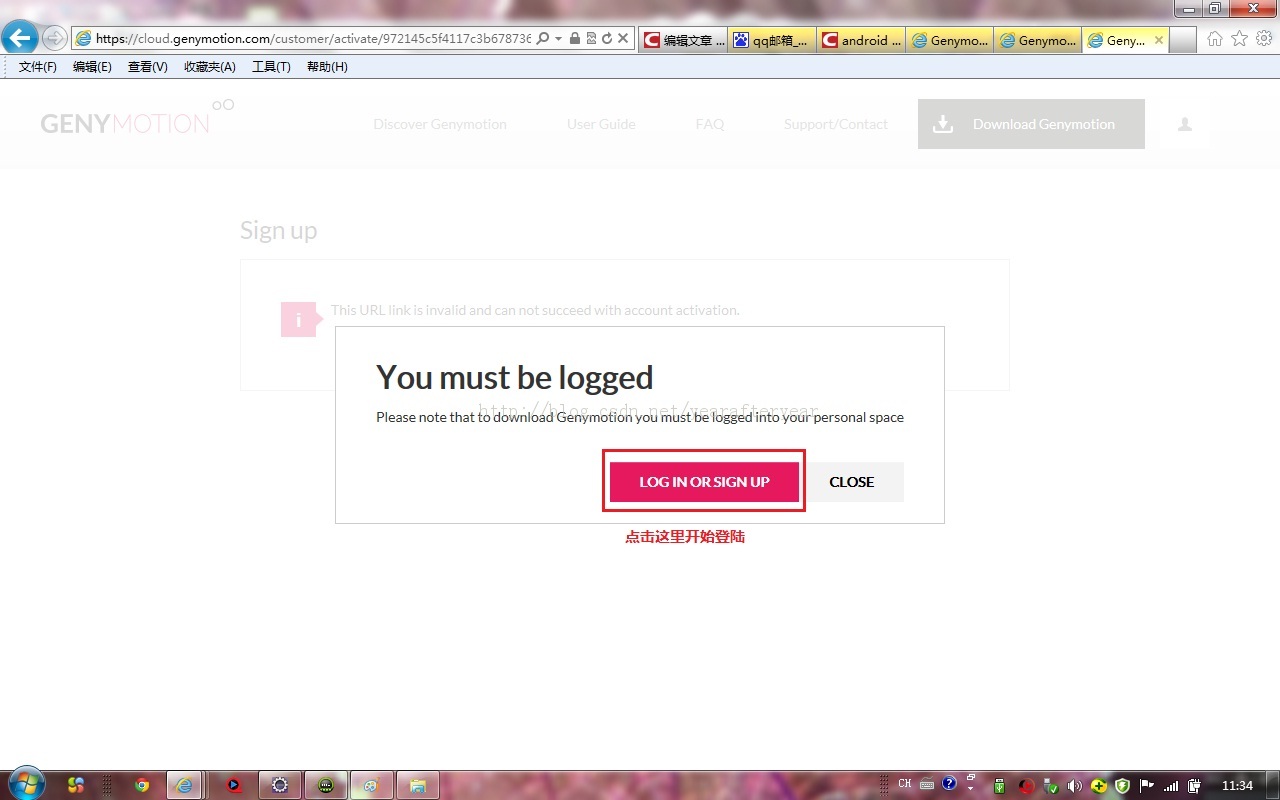 https://cloud.genymotion.com/customer/activate/972145c5f4117c3b678736
编辑文章 ...
qq邮箱_...
android ...
Genymo...
Genymo...
Geny...
文件(F) 编辑(E) 查看(V) 收藏夹(A) 工具(T) 帮助(H)
GENYMOTION
Discover Genymotion User Guide FAQ Support/Contact Download Genymotion
Sign up
This URL link is invalid and can not succeed with account activation.
You must be logged
http://blog.csdn.net/yearafteryear
Please note that to download Genymotion you must be logged into your personal space
LOG IN OR SIGN UP CLOSE
点击这里开始登陆
CH 11:34